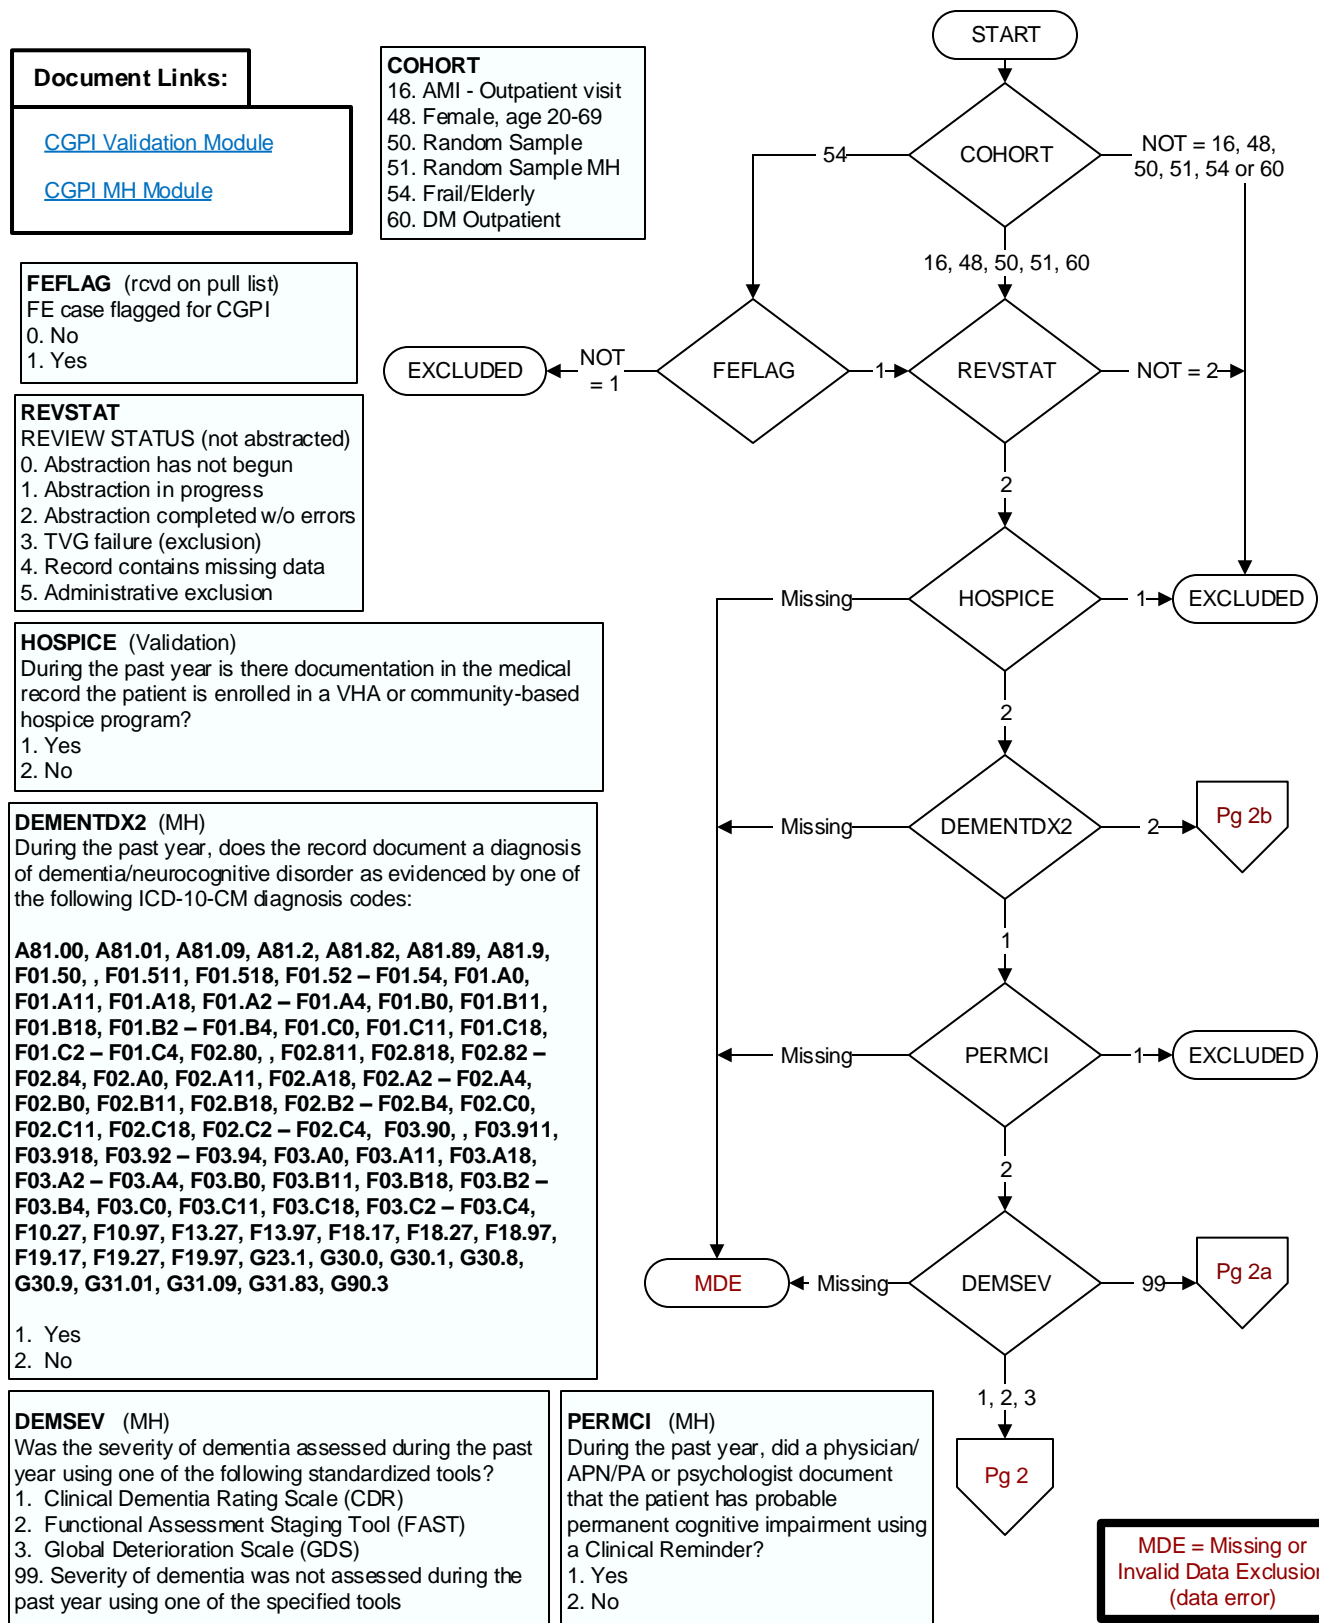 Document Links:
CGPI Validation Module
CGPI MH Module
COHORT
16. AMI - Outpatient visit
48. Female, age 20-69
50. Random Sample
51. Random Sample MH
54. Frail/Elderly
60. DM Outpatient
FEFLAG (rcvd on pull list)
FE case flagged for CGPI
0. No
1. Yes
REVSTAT
REVIEW STATUS (not abstracted)
0. Abstraction has not begun
1. Abstraction in progress
2. Abstraction completed w/o errors
3. TVG failure (exclusion)
4. Record contains missing data
5. Administrative exclusion
HOSPICE (Validation)
During the past year is there documentation in the medical
record the patient is enrolled in a VHA or community-based
hospice program?
1. Yes
2. No
DEMENTDX2 (MH)
During the past year, does the record document a diagnosis
of dementia/neurocognitive disorder as evidenced by one of
the following ICD-10-CM diagnosis codes:
A81.00, A81.01, A81.09, A81.2, A81.82, A81.89, A81.9,
F01.50, , F01.511, F01.518, F01.52 – F01.54, F01.A0,
F01.A11, F01.A18, F01.A2 – F01.A4, F01.B0, F01.B11,
F01.B18, F01.B2 – F01.B4, F01.C0, F01.C11, F01.C18,
F01.C2 – F01.C4, F02.80, , F02.811, F02.818, F02.82 –
F02.84, F02.A0, F02.A11, F02.A18, F02.A2 – F02.A4,
F02.B0, F02.B11, F02.B18, F02.B2 – F02.B4, F02.C0,
F02.C11, F02.C18, F02.C2 – F02.C4, F03.90, , F03.911,
F03.918, F03.92 – F03.94, F03.A0, F03.A11, F03.A18,
F03.A2 – F03.A4, F03.B0, F03.B11, F03.B18, F03.B2 –
F03.B4, F03.C0, F03.C11, F03.C18, F03.C2 – F03.C4,
F10.27, F10.97, F13.27, F13.97, F18.17, F18.27, F18.97,
F19.17, F19.27, F19.97, G23.1, G30.0, G30.1, G30.8,
G30.9, G31.01, G31.09, G31.83, G90.3
1. Yes
2. No
DEMSEV (MH)
Was the severity of dementia assessed during the past
year using one of the following standardized tools?
1. Clinical Dementia Rating Scale (CDR)
2. Functional Assessment Staging Tool (FAST)
3. Global Deterioration Scale (GDS)
99. Severity of dementia was not assessed during the
past year using one of the specified tools
PERMCI (MH)
During the past year, did a physician/
APN/PA or psychologist document
that the patient has probable
permanent cognitive impairment using
a Clinical Reminder?
1. Yes
2. No
START
COHORT
54
NOT = 16, 48,
50, 51, 54 or 60
16, 48, 50, 51, 60
EXCLUDED
NOT
= 1
FEFLAG
1
REVSTAT
NOT = 2
2
Missing
HOSPICE
1
EXCLUDED
2
Missing
DEMENTDX2
2
Pg 2b
1
Missing
PERMCI
1
EXCLUDED
2
MDE
Missing
DEMSEV
99
Pg 2a
1, 2, 3
Pg 2
MDE = Missing or
Invalid Data Exclusion
(data error)